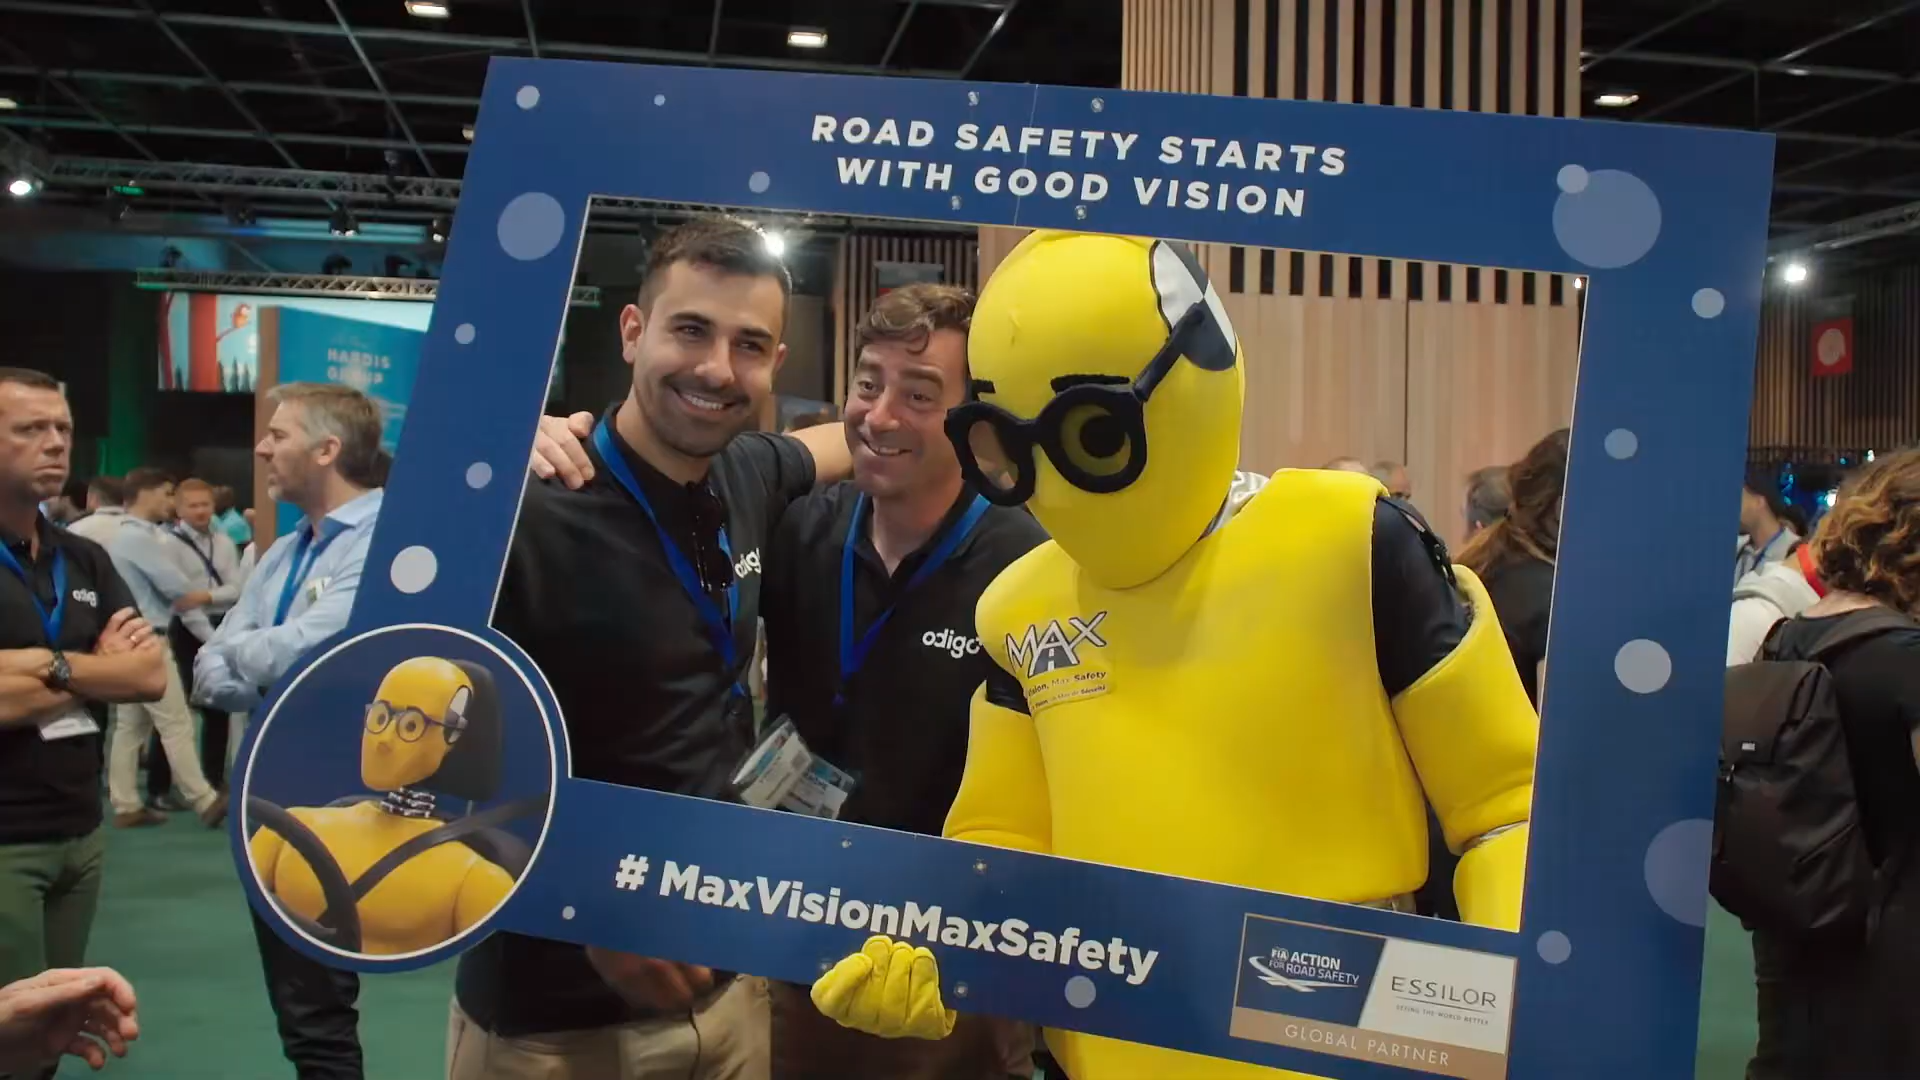 ROAD SAFETY STARTS
WITH GOOD VISION
HARDIS
GROUP
odigo
odigo
odigo
MAX
Vision, Max Safety
# MaxVisionMaxSafety
FIA ACTION
FOR ROAD SAFETY
ESSILOR
SEEING THE WORLD BETTER
GLOBAL PARTNER